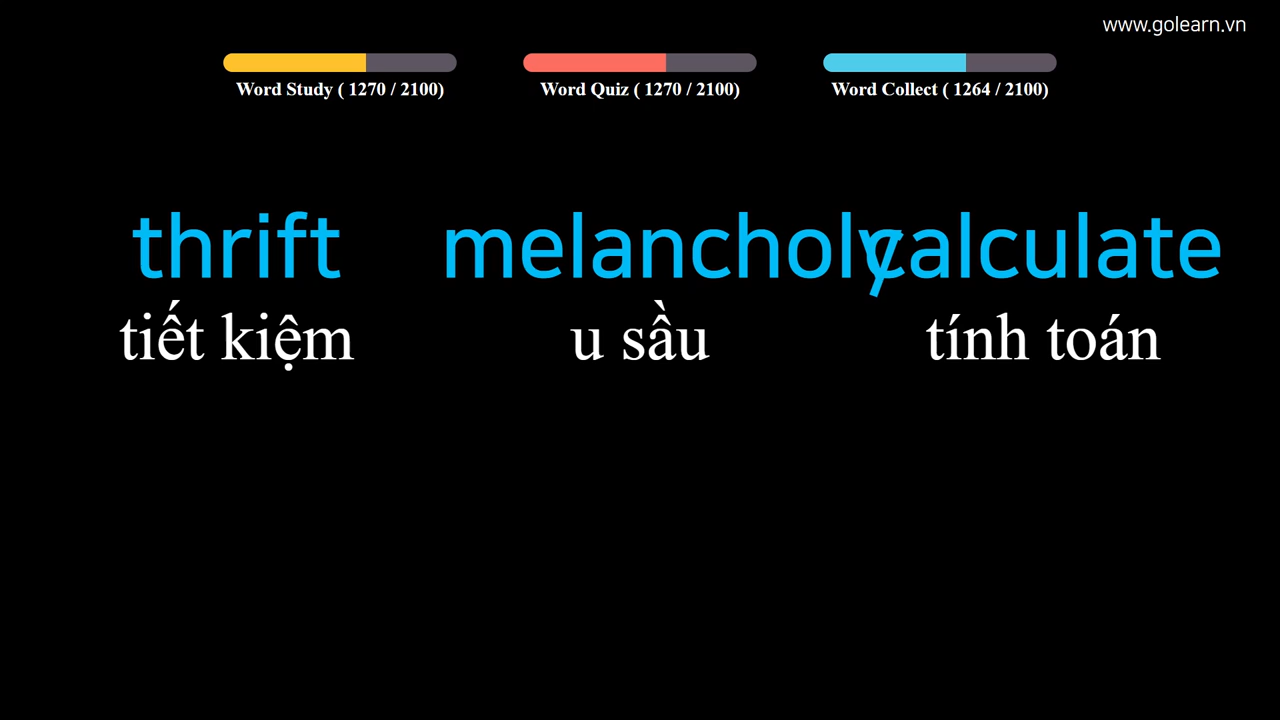 www.golearn.vn
Word Study ( 1270 / 2100) Word Quiz ( 1270 / 2100) Word Collect ( 1264 / 2100)
thrift melancholy calculate
tiết kiệm u sầu tính toán